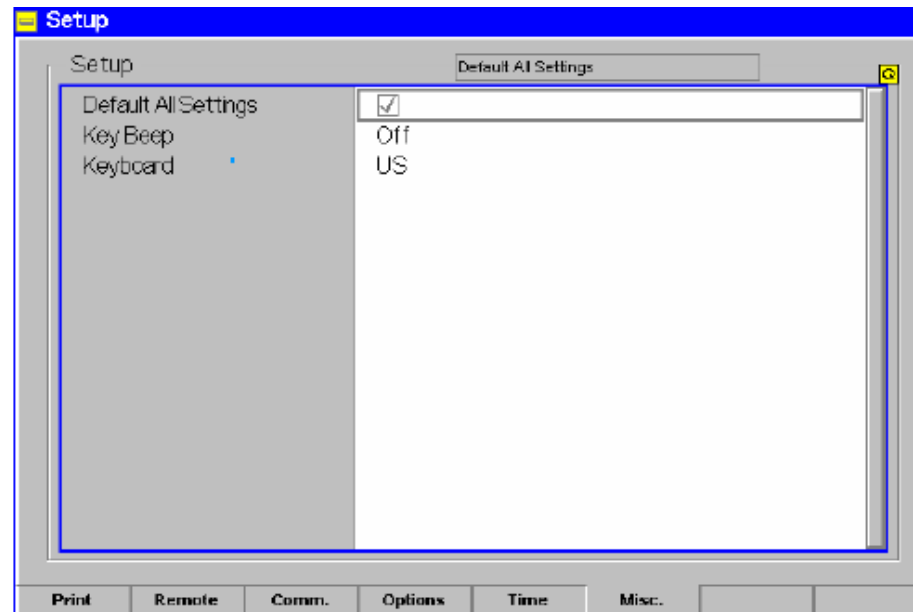 Setup
Setup Default All Settings
G
Default All Settings
Key Beep Off
Keyboard US
Print Remote Comm. Options Time Misc.